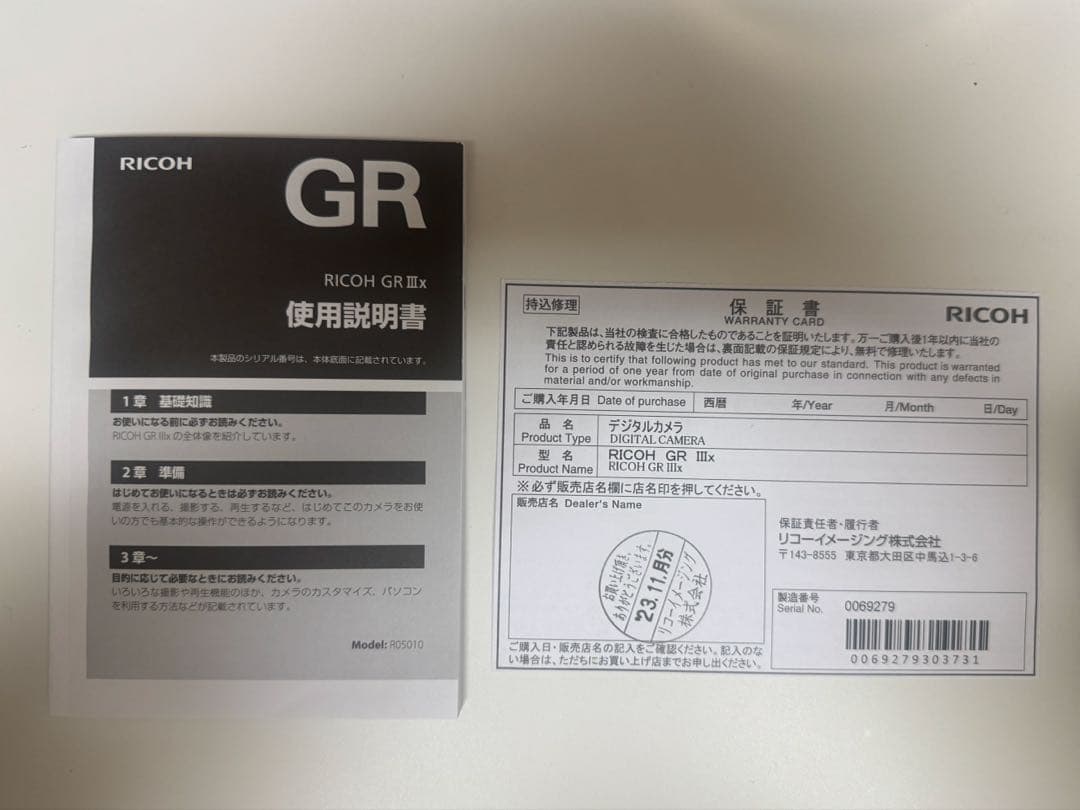 RICOH
GR
RICOH GR Ⅲx
使用説明書
本製品のシリアル番号は、本体底面に記載されています。
1章 基礎知識
お使いになる前に必ずお読みください。
RICOH GR IIIx の全体像を紹介しています。
2章 準備
はじめてお使いになるときは必ずお読みください。
電源を入れる、撮影する、再生するなど、はじめてこのカメラをお使
いの方でも基本的な操作ができるようになります。
3章～
目的に応じて必要なときにお読みください。
いろいろな撮影や再生機能のほか、カメラのカスタマイズ、パソコン
を利用する方法などが記載されています。
Model: R05010
持込修理
保証書
WARRANTY CARD
RICOH
下記製品は、当社の検査に合格したものであることを証明いたします。万一ご購入後1年以内に当社の
責任と認められる故障を生じた場合は、裏面記載の保証規定により、無料で修理いたします。
This is to certify that following product has met to our standard. This product is warranted
for a period of one year from date of original purchase in connection with any defects in
material and/or workmanship.
ご購入年月日 Date of purchase 西暦 年/Year 月/Month 日/Day
品名 デジタルカメラ
Product Type DIGITAL CAMERA
型名 RICOH GR Ⅲx
Product Name RICOH GR IIIx
※必ず販売店名欄に店名印を押してください。
販売店名 Dealer's Name
お買い上げ頂き、
ありがとうございます。
'23.11月分
リコーイメージング
株式会社
ご購入日・販売店名の記入をご確認ください。記入のな
い場合は、ただちにお買い上げ店までお申し出ください。
保証責任者・履行者
リコーイメージング株式会社
〒143-8555 東京都大田区中馬込1-3-6
製造番号
Serial No. 0069279
0069279303731